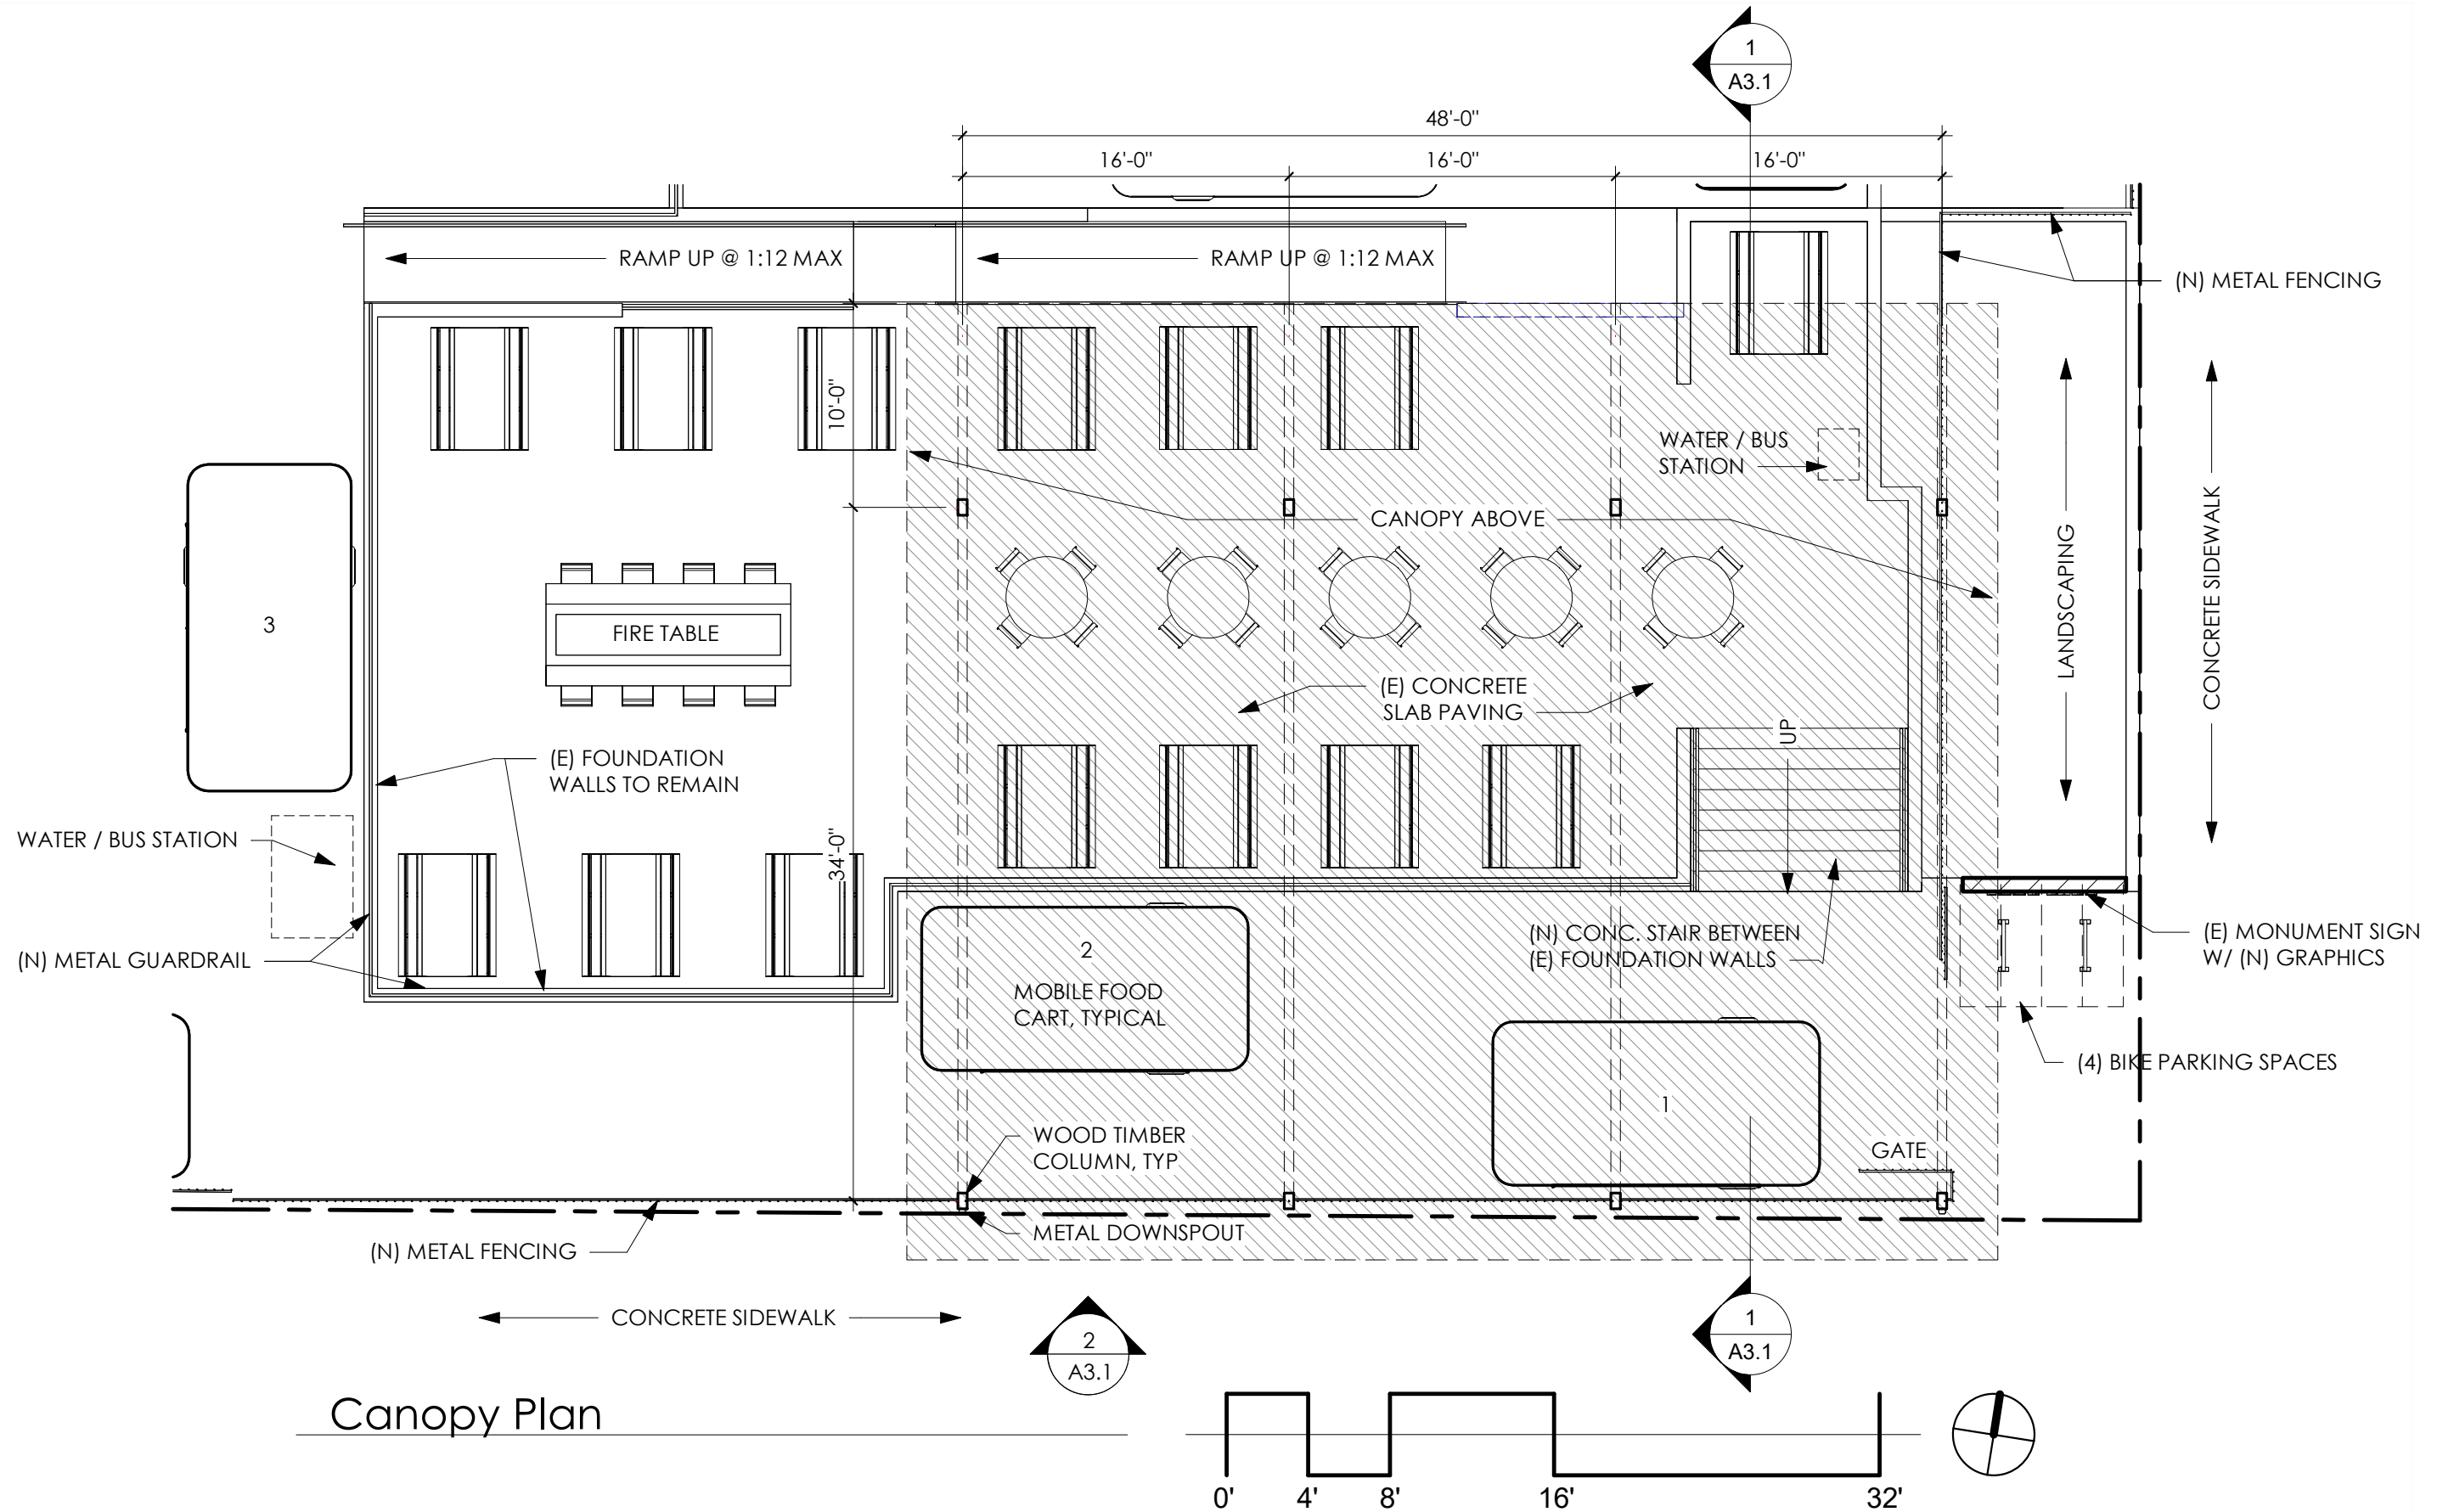 1
A3.1
48'-0"
16'-0"
16'-0"
16'-0"
RAMP UP @ 1:12 MAX
RAMP UP @ 1:12 MAX
(N) METAL FENCING
10'-0"
WATER / BUS
STATION
CANOPY ABOVE
LANDSCAPING
CONCRETE SIDEWALK
3
FIRE TABLE
(E) CONCRETE
SLAB PAVING
UP
(E) FOUNDATION
WALLS TO REMAIN
WATER / BUS STATION
34'-0"
(N) METAL GUARDRAIL
2
MOBILE FOOD
CART, TYPICAL
(N) CONC. STAIR BETWEEN
(E) FOUNDATION WALLS
(E) MONUMENT SIGN
W/ (N) GRAPHICS
(4) BIKE PARKING SPACES
1
WOOD TIMBER
COLUMN, TYP
GATE
METAL DOWNSPOUT
(N) METAL FENCING
CONCRETE SIDEWALK
2
A3.1
1
A3.1
Canopy Plan
0' 4' 8' 16' 32'